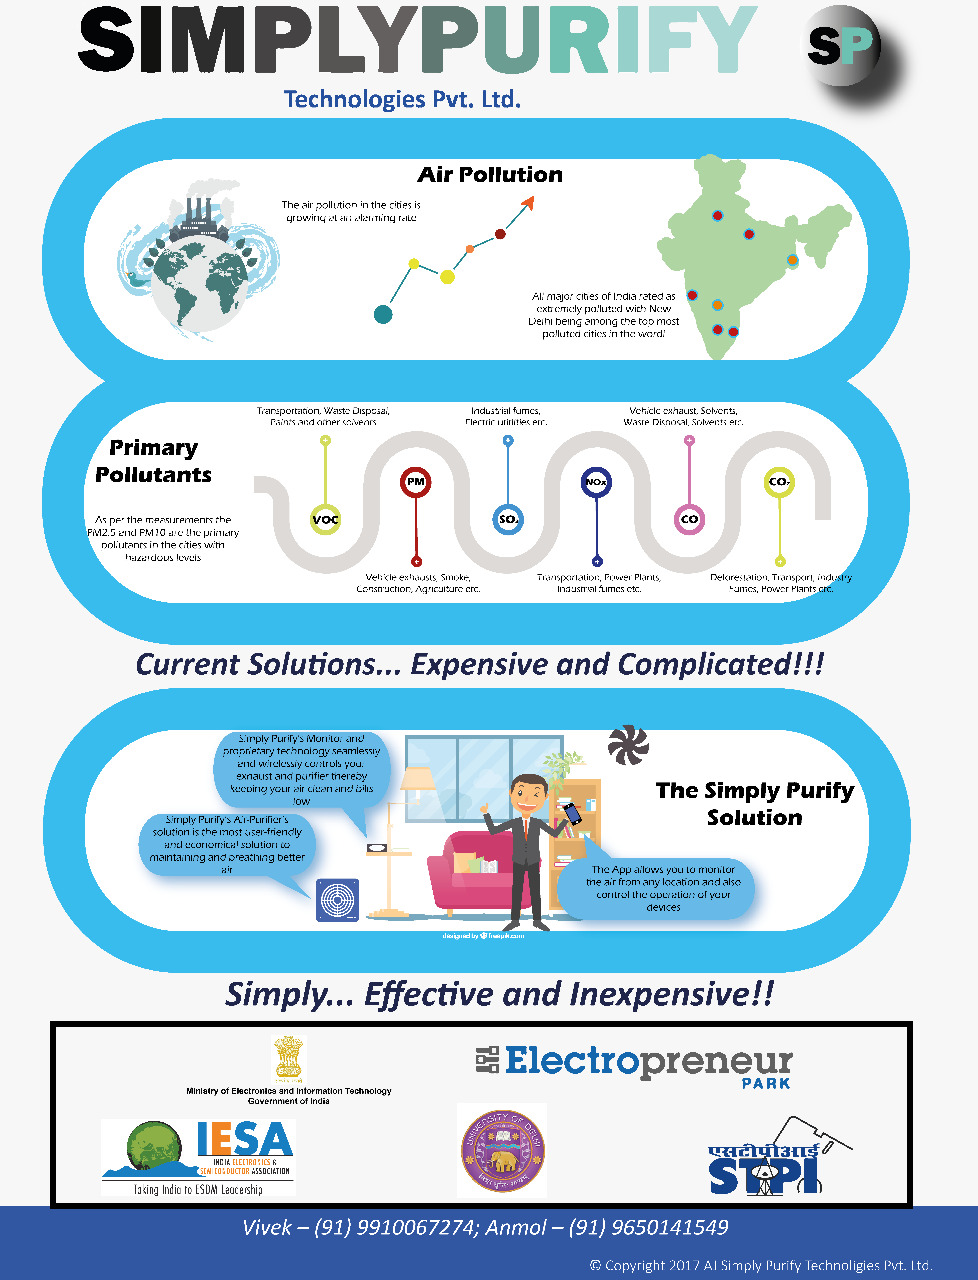 SIMPLYPURIFY
SP
Technologies Pvt. Ltd.
Air Pollution
The air pollution in the cities is
growing at an alarming rate
All major cities of India rated as
extremely polluted with New
Delhi being among the top most
polluted cities in the word!
Primary
Pollutants
As per the measurements the
PM2.5 and PM10 are the primary
pollutants in the cities with
hazardous levels
Transportation, Waste Disposal,
Paints and other solvents
Industrial fumes,
Electric utitlities etc.
Vehicle exhaust, Solvents,
Waste Disposal, Solvents etc.
VOC
PM
SO₂
NOx
CO
CO₂
Vehicle exhausts, Smoke,
Construction, Agriculture etc.
Transportation, Power Plants,
Industrial fumes etc.
Deforestation, Transport, Industry
Fumes, Power Plants etc.
Current Solutions... Expensive and Complicated!!!
Simply Purify's Monitor and
proprietary technology seamlessly
and wirelessly controls you
exhaust and purifier thereby
keeping your air clean and bills
low
Simply Purify's Air-Purifier's
solution is the most user-friendly
and economical solution to
maintaining and breathing better
air
The Simply Purify
Solution
The App allows you to monitor
the air from any location and also
control the operation of your
devices
designed by freepik.com
Simply... Effective and Inexpensive!!
Ministry of Electronics and Information Technology
Government of India
Electropreneur
PARK
IESA
INDIA ELECTRONICS &
SEMICONDUCTOR ASSOCIATION
Taking India to ESDM Leadership
UNIVERSITY OF DELHI
एसटीपीआई
STPI
Vivek – (91) 9910067274; Anmol – (91) 9650141549
© Copyright 2017 AI Simply Purify Technoligies Pvt. Ltd.